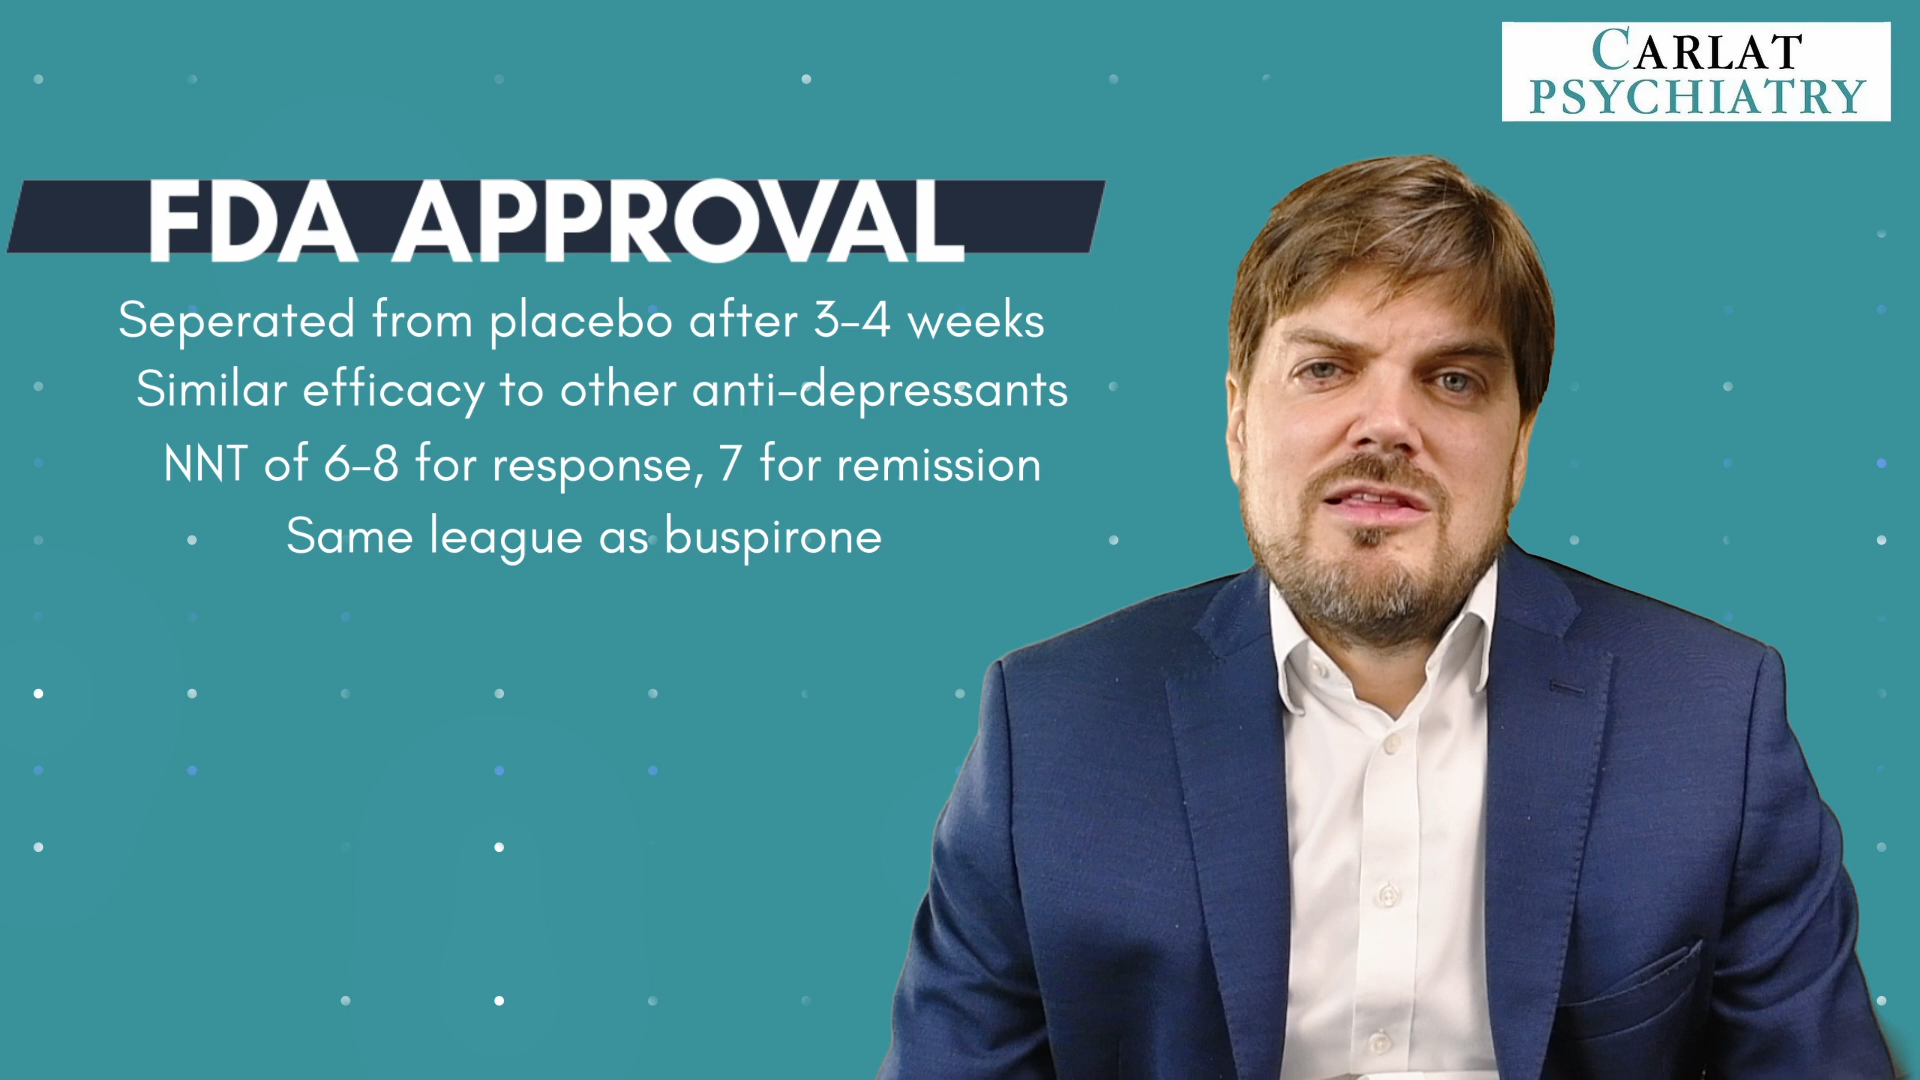 CARLAT
PSYCHIATRY
FDA APPROVAL
Seperated from placebo after 3-4 weeks
Similar efficacy to other anti-depressants
NNT of 6-8 for response, 7 for remission
Same league as buspirone